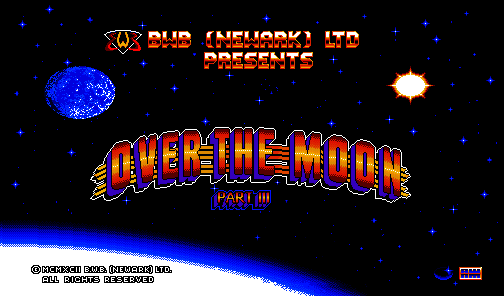 BWB (NEWARK) LTD
PRESENTS
OVER THE MOON
PART III
© MCMXCII B.W.B. (NEWARK) LTD.
ALL RIGHTS RESERVED